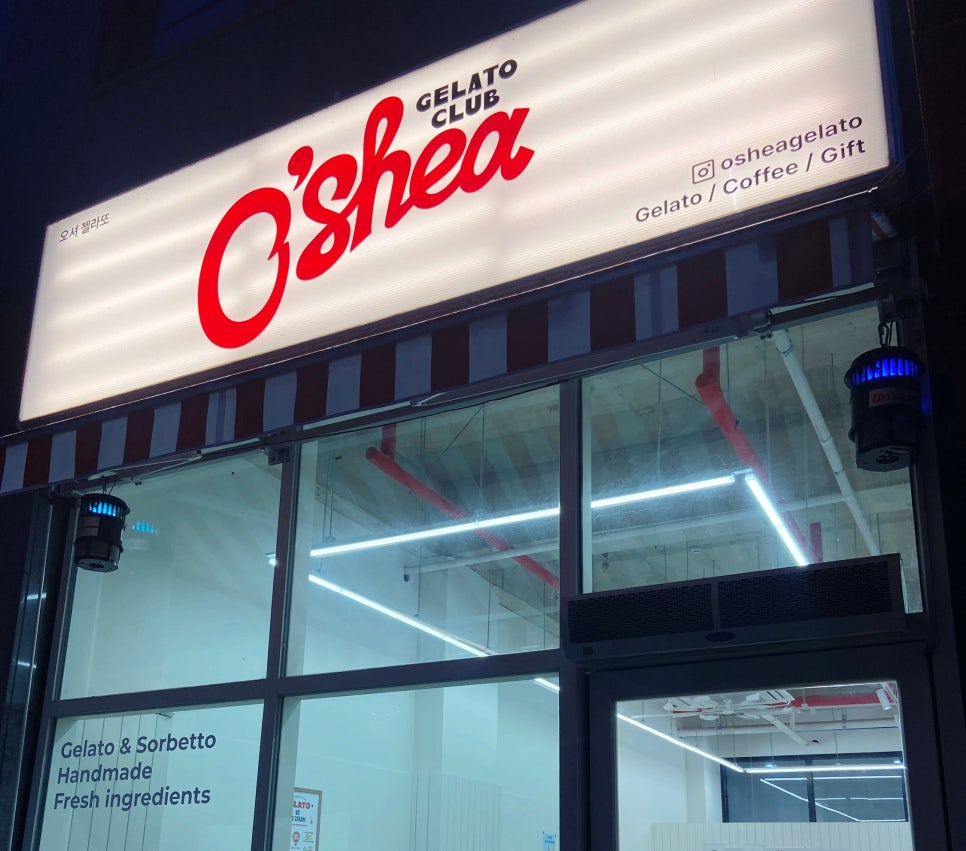 GELATO
CLUB
O'shea
오셔 젤라또
osheagelato
Gelato / Coffee / Gift
Gelato & Sorbetto
Handmade
Fresh ingredients